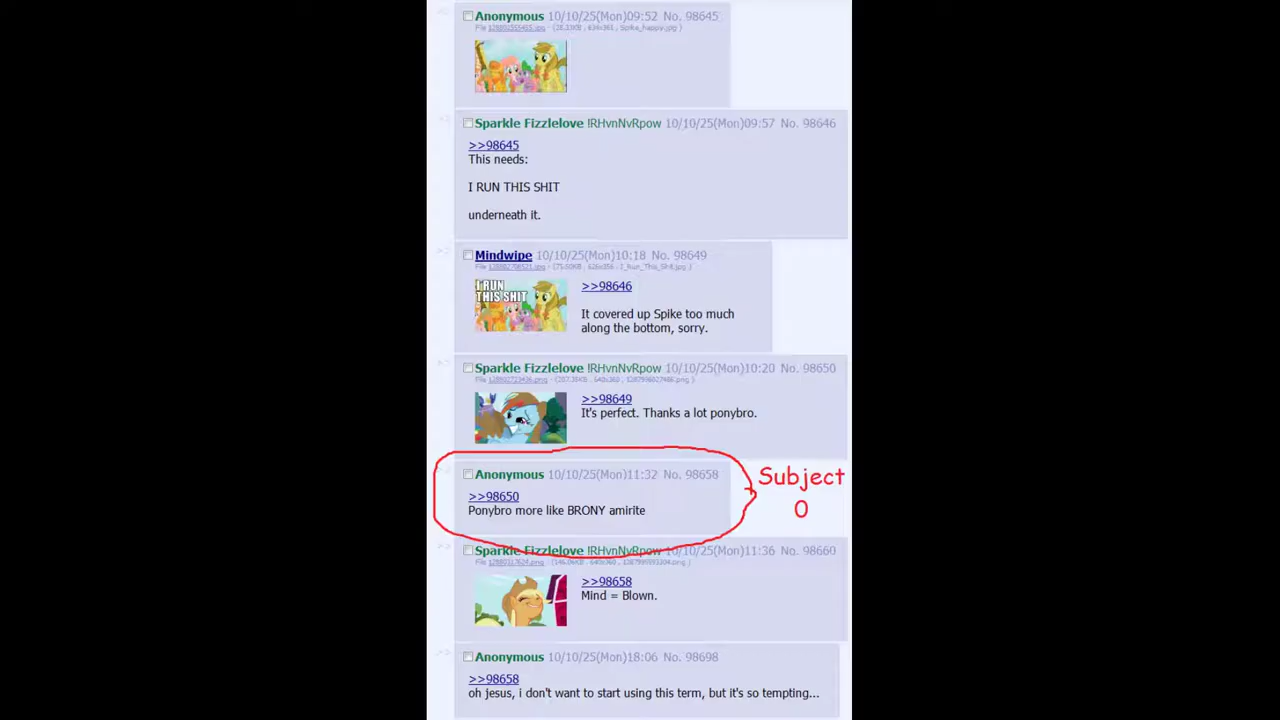 Anonymous 10/10/25(Mon)09:52 No. 98645
Sparkle Fizzlelove !RHvnNvRpow 10/10/25(Mon)09:57 No. 98646
>>98645
This needs:
I RUN THIS SHIT
underneath it.
Mindwipe 10/10/25(Mon)10:18 No. 98649
I RUN
THIS SHIT
>>98646
It covered up Spike too much
along the bottom, sorry.
Sparkle Fizzlelove !RHvnNvRpow 10/10/25(Mon)10:20 No. 98650
>>98649
It's perfect. Thanks a lot ponybro.
Anonymous 10/10/25(Mon)11:32 No. 98658
>>98650
Ponybro more like BRONY amirite
Subject
0
Sparkle Fizzlelove !RHvnNvRpow 10/10/25(Mon)11:36 No. 98660
>>98658
Mind = Blown.
Anonymous 10/10/25(Mon)18:06 No. 98698
>>98658
oh jesus, i don't want to start using this term, but it's so tempting...